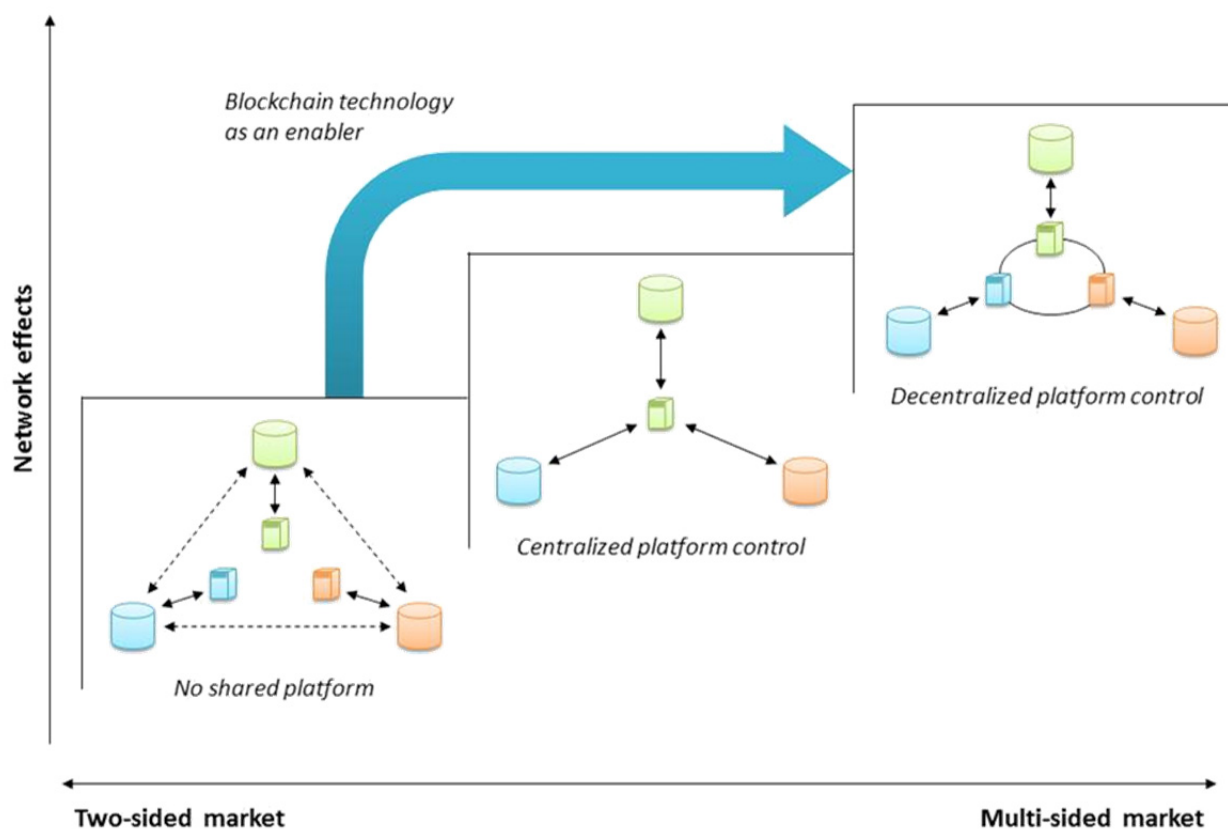 Blockchain technology
as an enabler
Network effects
Decentralized platform control
Centralized platform control
No shared platform
Two-sided market
Multi-sided market